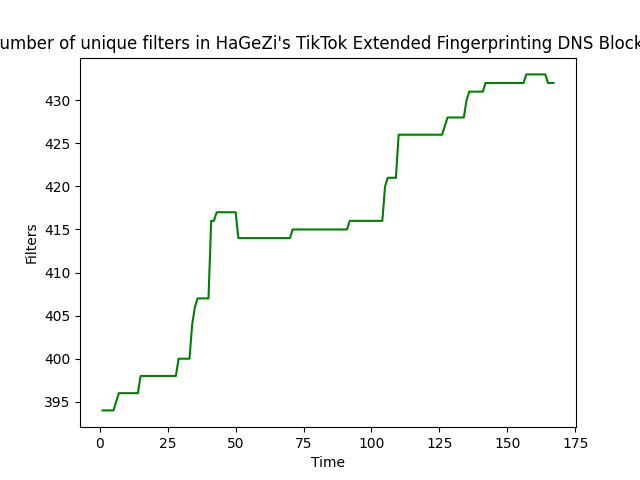 umber of unique filters in HaGeZi's TikTok Extended Fingerprinting DNS Block
430
425
420
415
410
405
400
395
Filters
0 25 50 75 100 125 150 175
Time